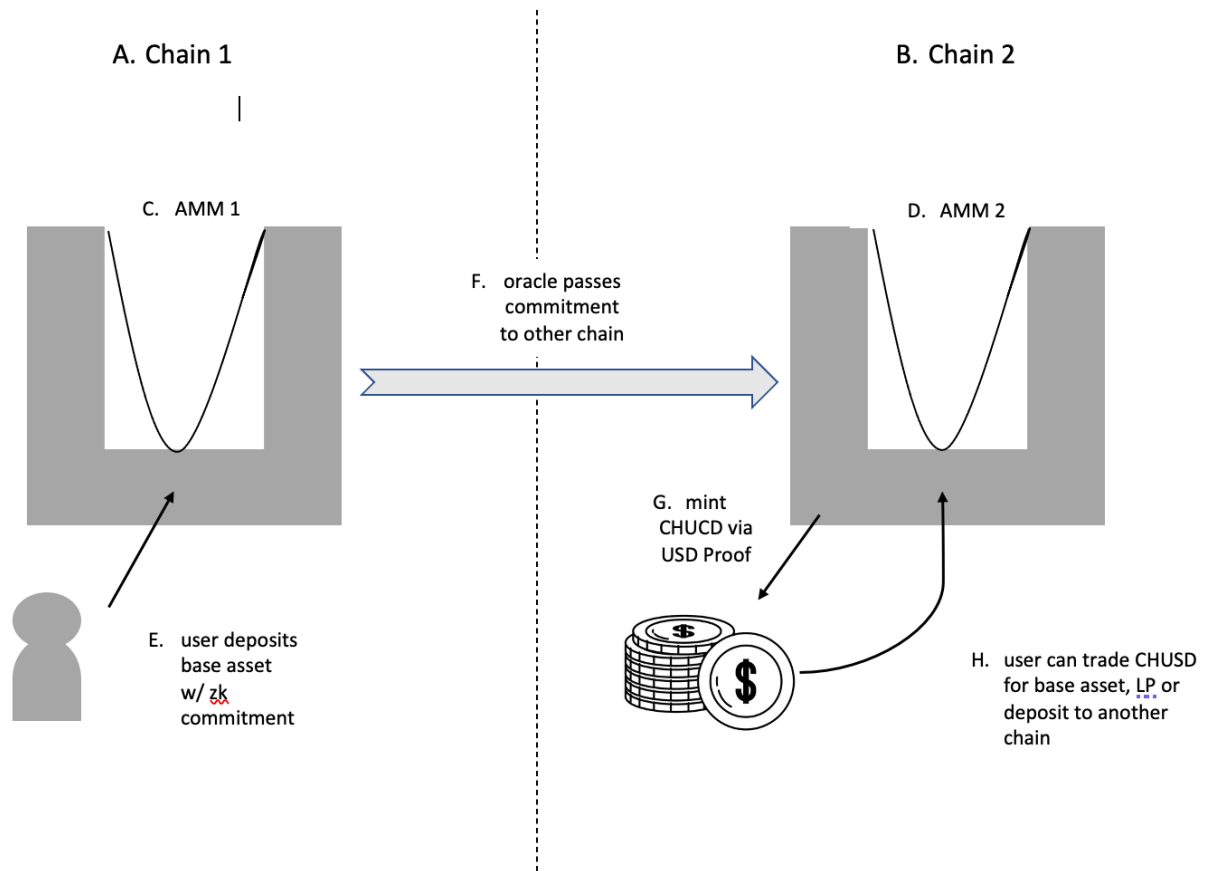 A. Chain 1
B. Chain 2
C. AMM 1
D. AMM 2
F. oracle passes
commitment
to other chain
G. mint
CHUCD via
USD Proof
E. user deposits
base asset
w/ zk
commitment
$
$
H. user can trade CHUSD
for base asset, LP or
deposit to another
chain